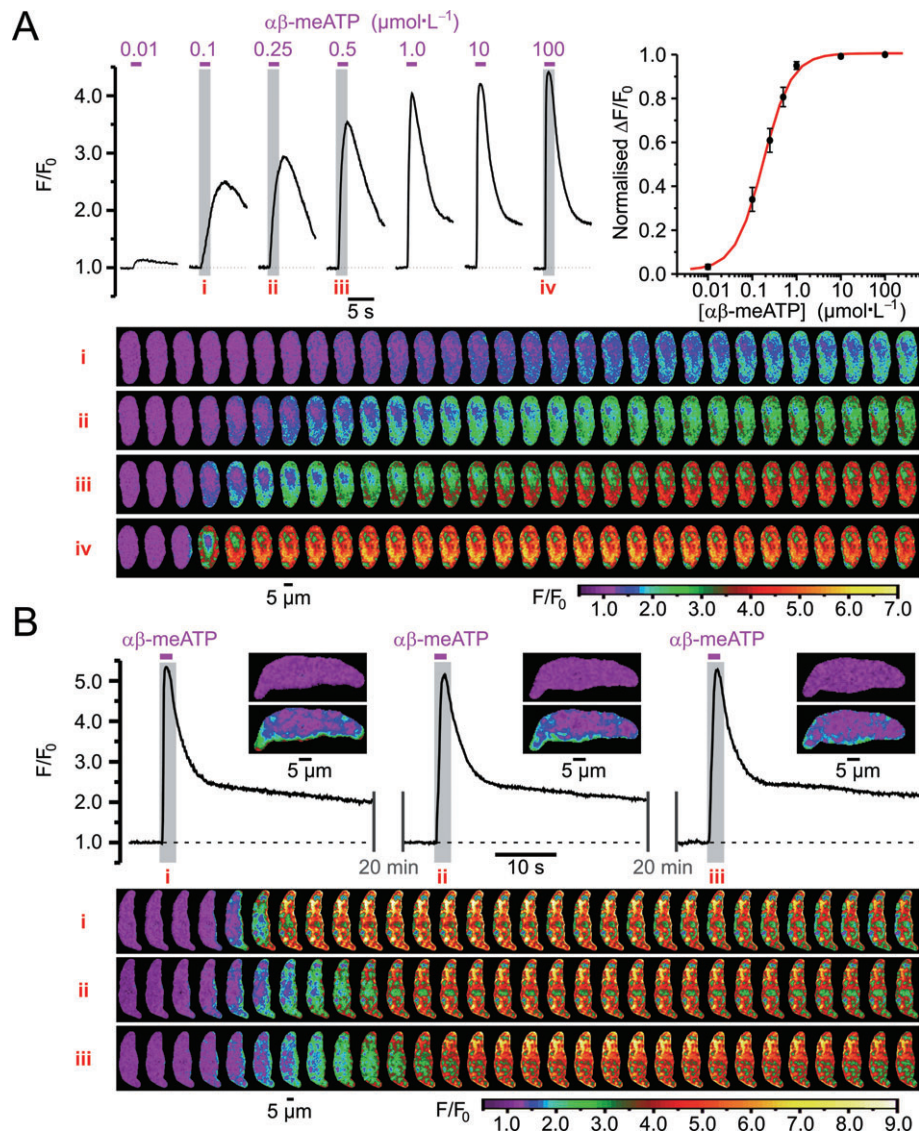 A
αβ-meATP (µmol•L⁻¹)
0.01 0.1 0.25 0.5 1.0 10 100
4.0
3.0
2.0
1.0
F/F₀
i ii iii iv
5 s
1.0
0.8
0.6
0.4
0.2
0.0
Normalised ΔF/F₀
0.01 0.1 1.0 10 100
[αβ-meATP] (µmol•L⁻¹)
i
ii
iii
iv
5 µm
F/F₀
1.0 2.0 3.0 4.0 5.0 6.0 7.0
B
αβ-meATP αβ-meATP αβ-meATP
5.0
4.0
3.0
2.0
1.0
F/F₀
5 µm 5 µm 5 µm
20 min 10 s 20 min
i ii iii
i
ii
iii
5 µm
F/F₀
1.0 2.0 3.0 4.0 5.0 6.0 7.0 8.0 9.0